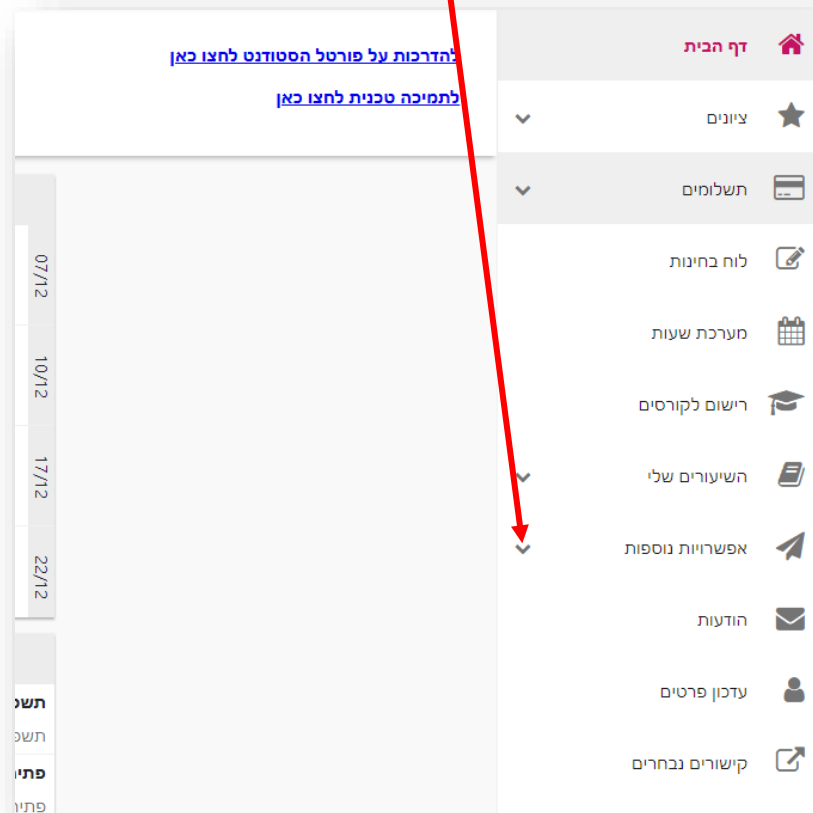 דף הבית
ציונים
תשלומים
לוח בחינות
מערכת שעות
רישום לקורסים
השיעורים שלי
אפשרויות נוספות
הודעות
עדכון פרטים
קישורים נבחרים
להדרכות על פורטל הסטודנט לחצו כאן
לתמיכה טכנית לחצו כאן
07/12
10/12
17/12
22/12